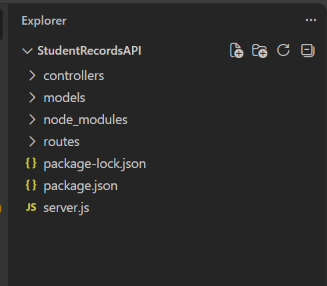 Explorer
StudentRecordsAPI
controllers
models
node_modules
routes
{} package-lock.json
{} package.json
JS server.js